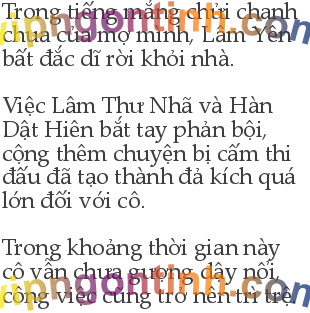 Trong tiếng mắng chửi chanh
chua của mợ mình, Lâm Yên
bất đắc dĩ rời khỏi nhà.
Việc Lâm Thư Nhã và Hàn
Dật Hiên bắt tay phản bội,
cộng thêm chuyện bị cấm thi
đấu đã tạo thành đả kích quá
lớn đối với cô.
Trong khoảng thời gian này
cô vẫn chưa gượng dậy nổi,
công việc cũng trở nên trì trệ